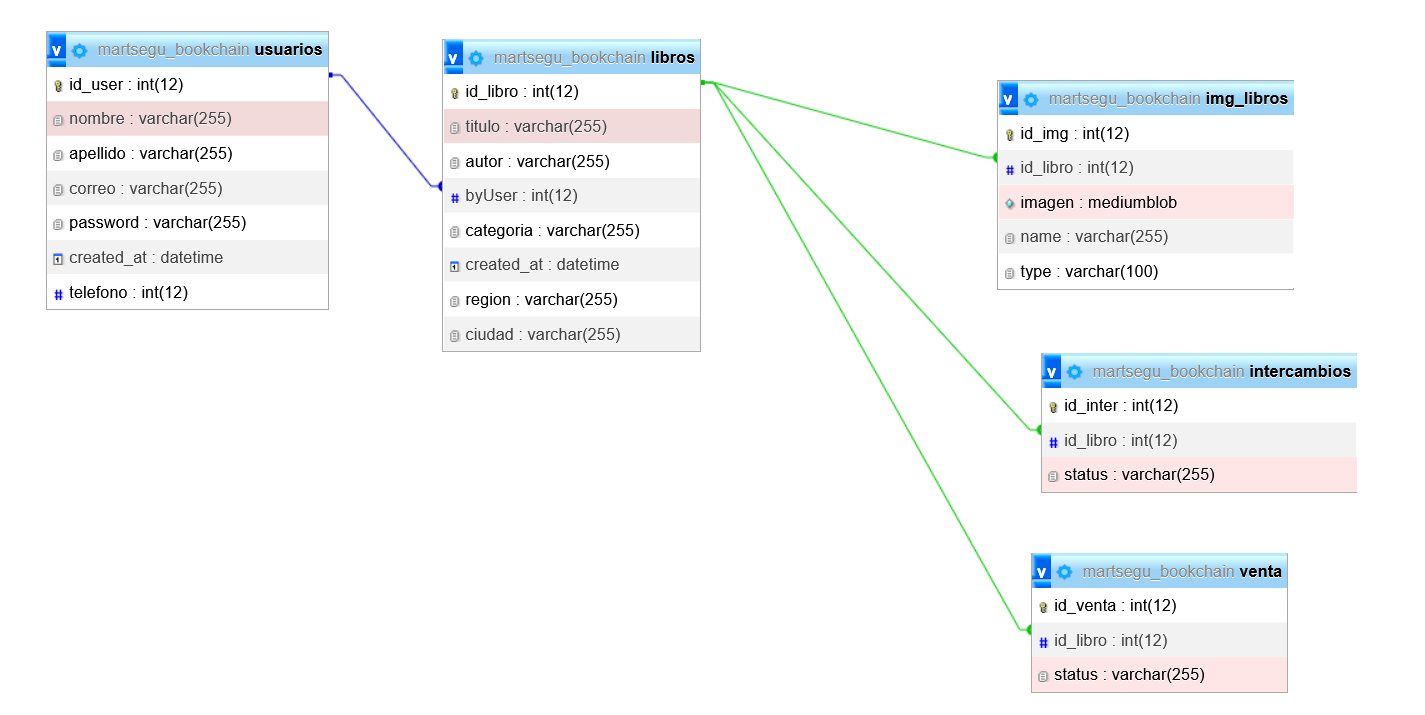 v martsegu_bookchain usuarios
id_user : int(12)
nombre : varchar(255)
apellido : varchar(255)
correo : varchar(255)
password : varchar(255)
created_at : datetime
# telefono : int(12)
v martsegu_bookchain libros
id_libro : int(12)
titulo : varchar(255)
autor : varchar(255)
# byUser : int(12)
categoria : varchar(255)
created_at : datetime
region : varchar(255)
ciudad : varchar(255)
v martsegu_bookchain img_libros
id_img : int(12)
# id_libro : int(12)
imagen : mediumblob
name : varchar(255)
type : varchar(100)
v martsegu_bookchain intercambios
id_inter : int(12)
# id_libro : int(12)
status : varchar(255)
v martsegu_bookchain venta
id_venta : int(12)
# id_libro : int(12)
status : varchar(255)